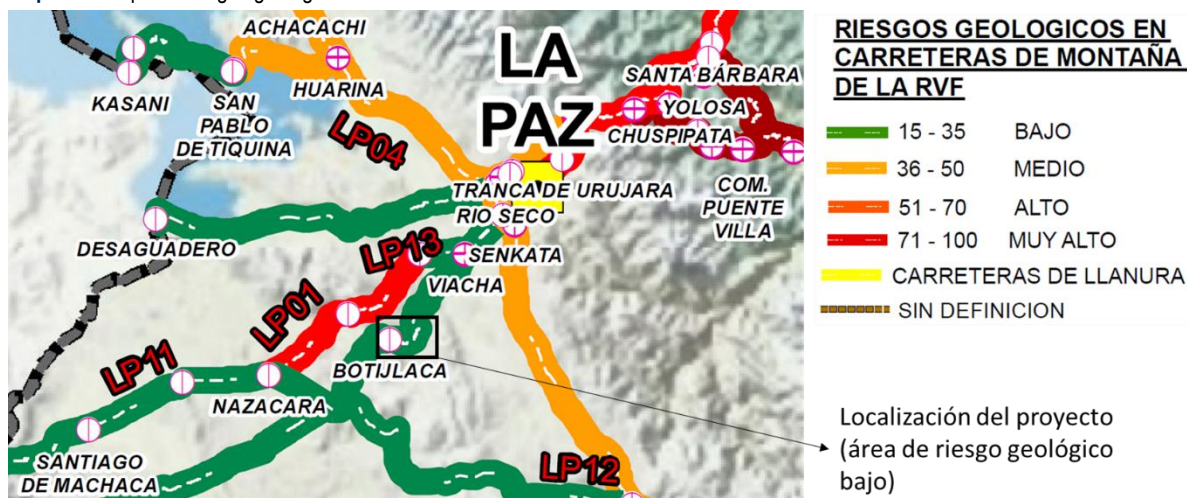 ACHACACHI
HUARINA
KASANI
SAN
PABLO
DE TIQUINA
LA
PAZ
SANTA BÁRBARA
YOLOSA
CHUSPIPATA
COM.
PUENTE
VILLA
LP04
TRANCA DE URUJARA
RIO SECO
DESAGUADERO
LP13
SENKATA
VIACHA
LP01
BOTIJLACA
LP11
NAZACARA
SANTIAGO
DE MACHACA
LP12
RIESGOS GEOLOGICOS EN
CARRETERAS DE MONTAÑA
DE LA RVF
15 - 35 BAJO
36 - 50 MEDIO
51 - 70 ALTO
71 - 100 MUY ALTO
CARRETERAS DE LLANURA
SIN DEFINICION
Localización del proyecto
(área de riesgo geológico
bajo)